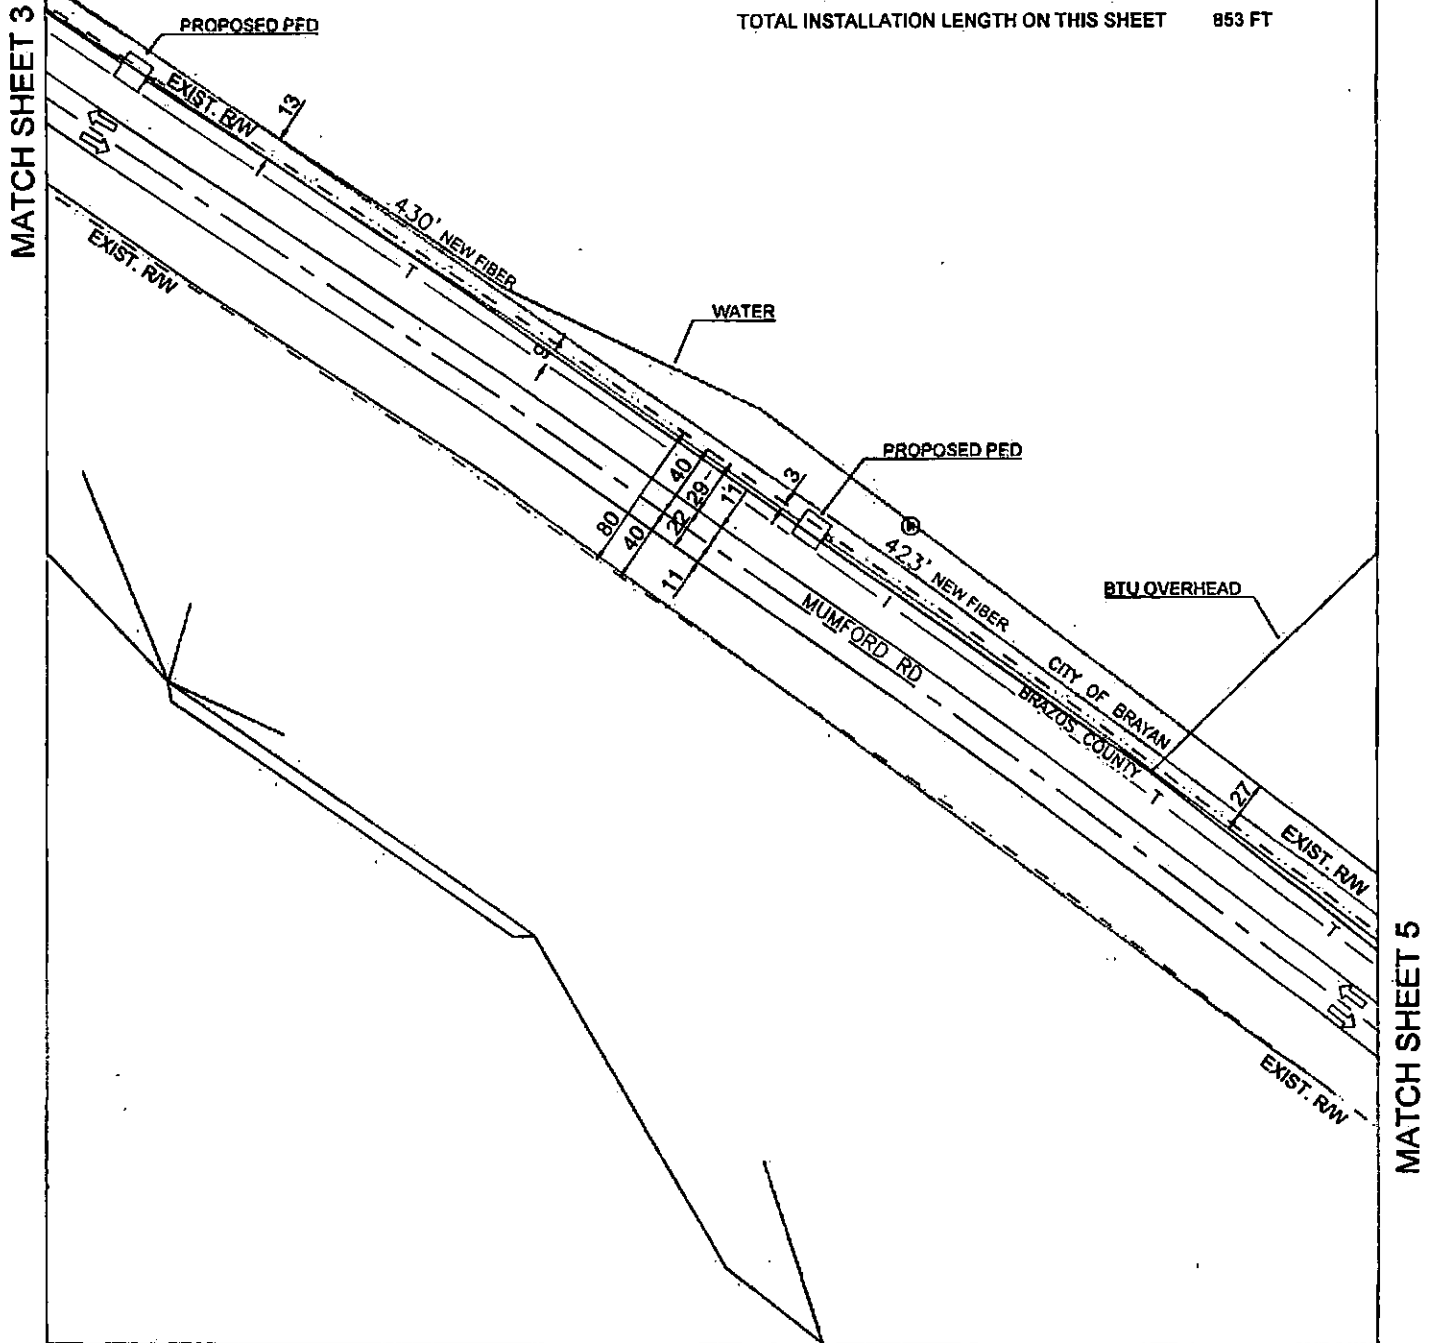 TOTAL INSTALLATION LENGTH ON THIS SHEET 853 FT
MATCH SHEET 3
PROPOSED PED
EXIST. R/W
13
430' NEW FIBER
T
EXIST. R/W
WATER
9
PROPOSED PED
40
3
29
11
80
22
40
11
423' NEW FIBER
BTU OVERHEAD
MUMFORD RD
CITY OF BRAYAN
BRAZOS COUNTY
T
27
EXIST. R/W
T
MATCH SHEET 5
EXIST. R/W